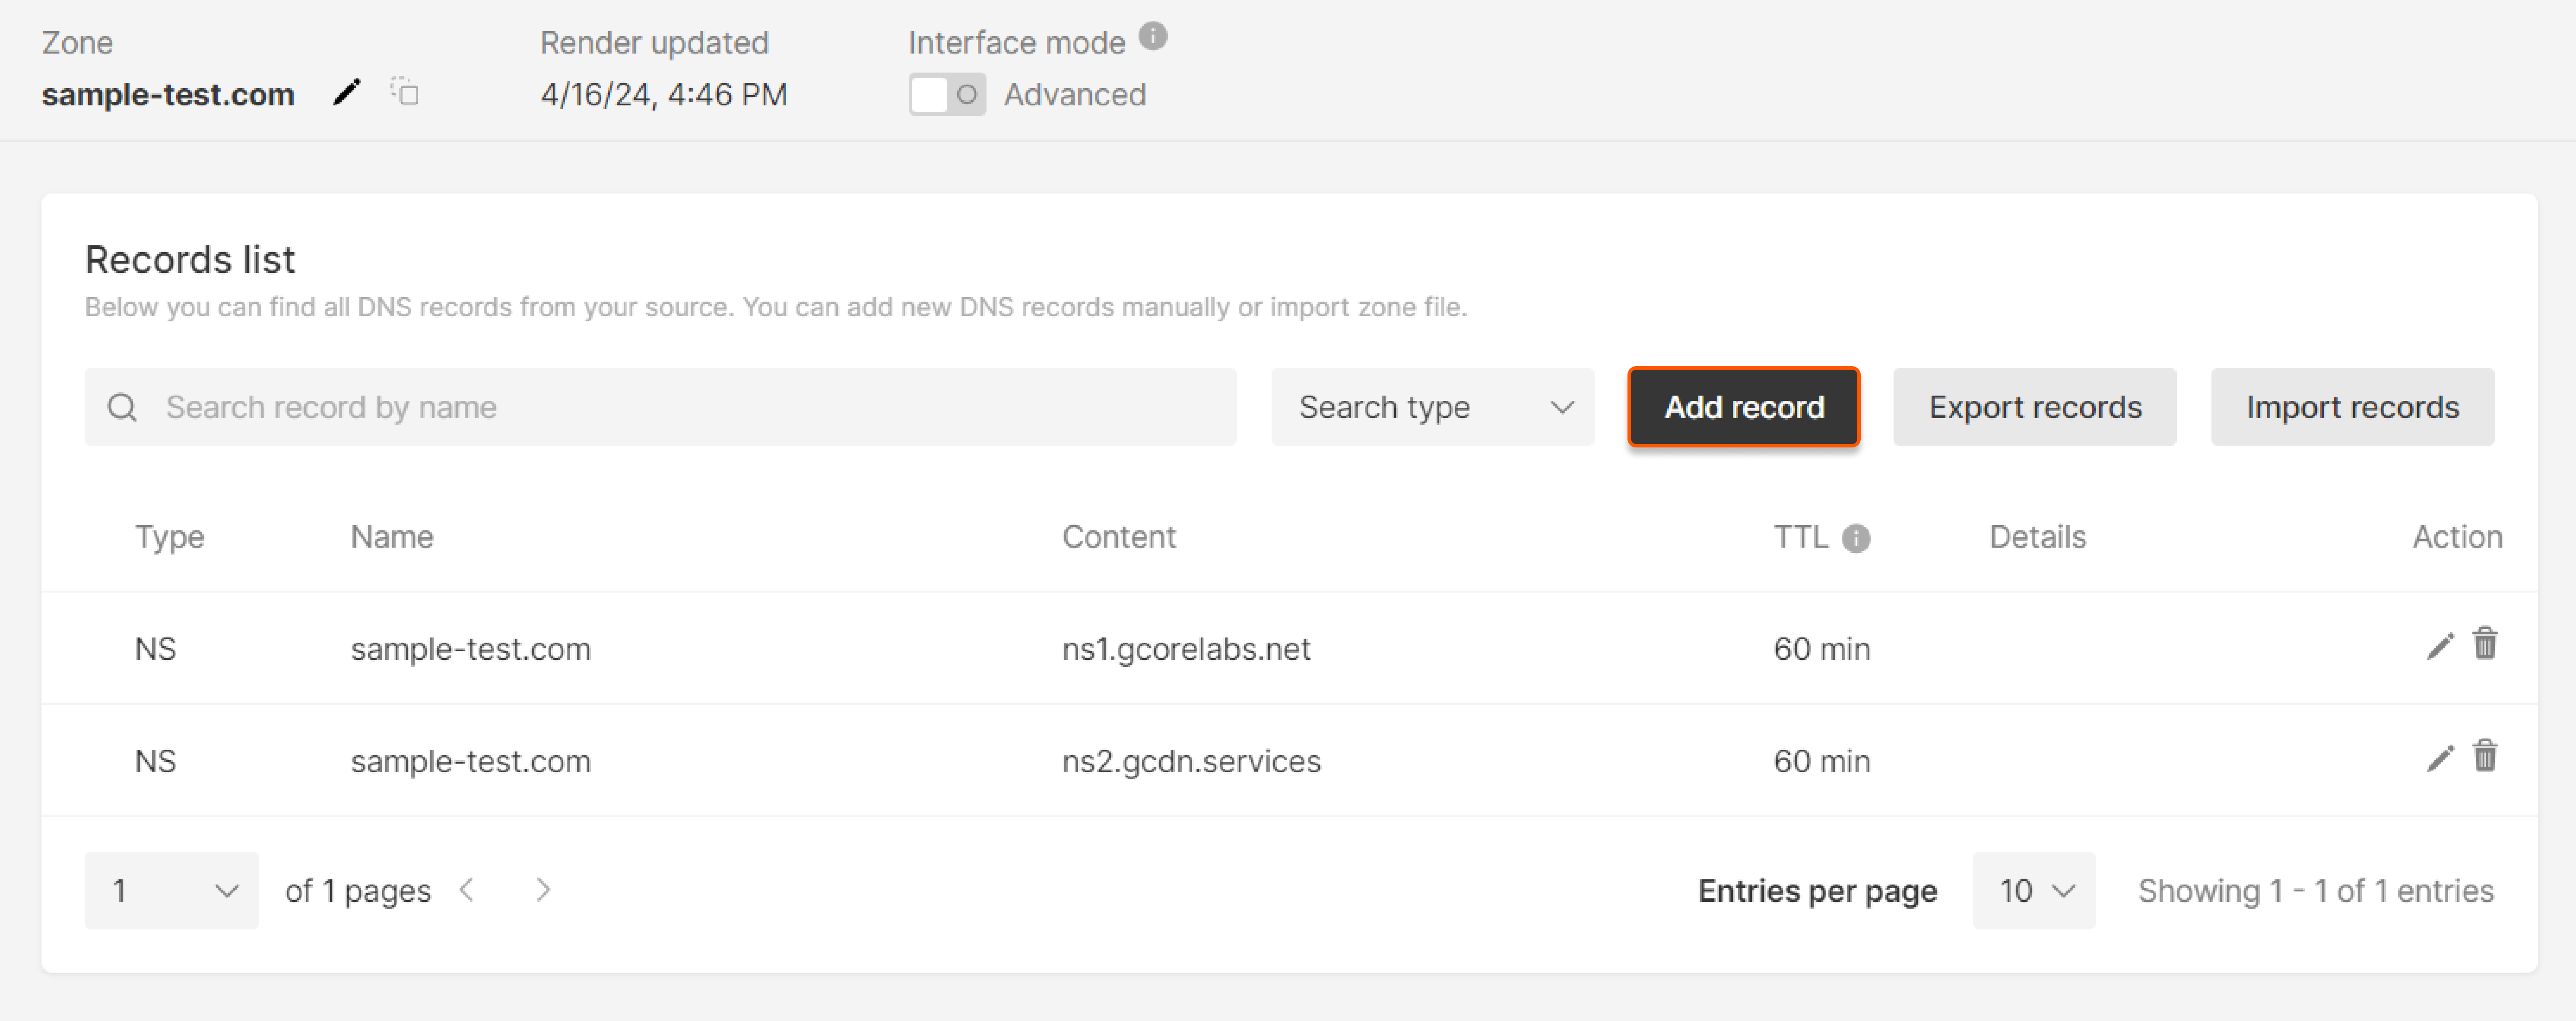 Zone
Render updated
Interface mode
sample-test.com
4/16/24, 4:46 PM
Advanced
Records list
Below you can find all DNS records from your source. You can add new DNS records manually or import zone file.
Search record by name
Search type
Add record
Export records
Import records
Type Name Content TTL Details Action
NS sample-test.com ns1.gcorelabs.net 60 min
NS sample-test.com ns2.gcdn.services 60 min
1 of 1 pages
Entries per page 10 Showing 1 - 1 of 1 entries